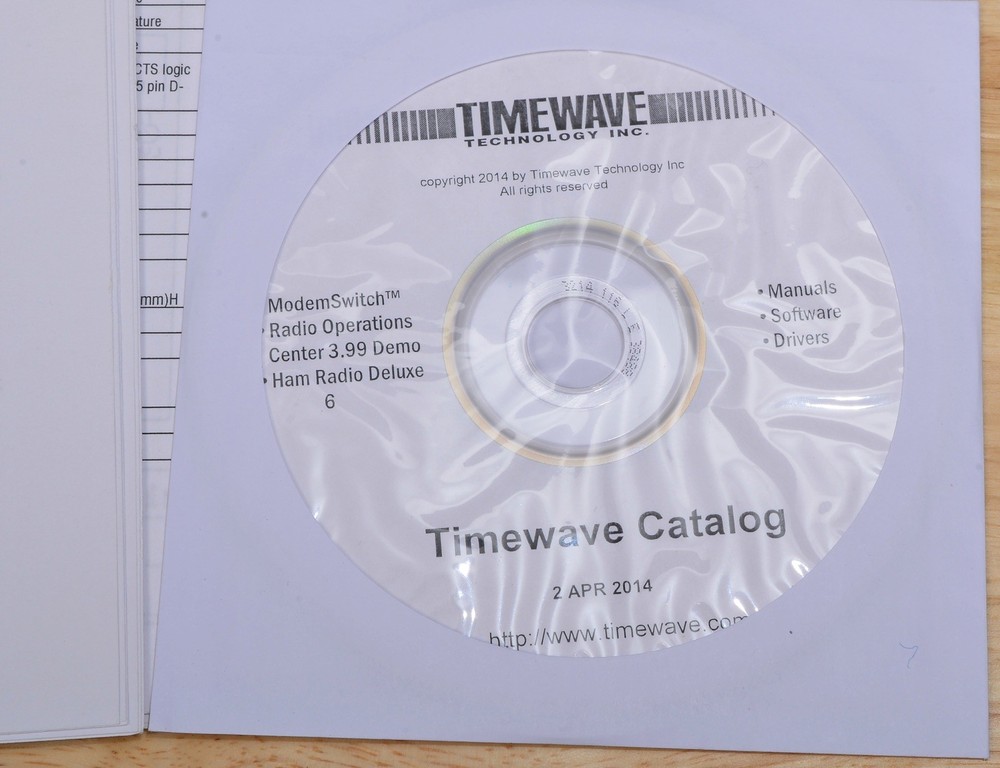 ature
CTS logic
5 pin D-
mm)H
TIMEWAVE
TECHNOLOGY INC.
copyright 2014 by Timewave Technology Inc
All rights reserved
3214 116 L E
ModemSwitch™
• Radio Operations
Center 3.99 Demo
• Ham Radio Deluxe
6
• Manuals
• Software
• Drivers
Timewave Catalog
2 APR 2014
http://www.timewave.com